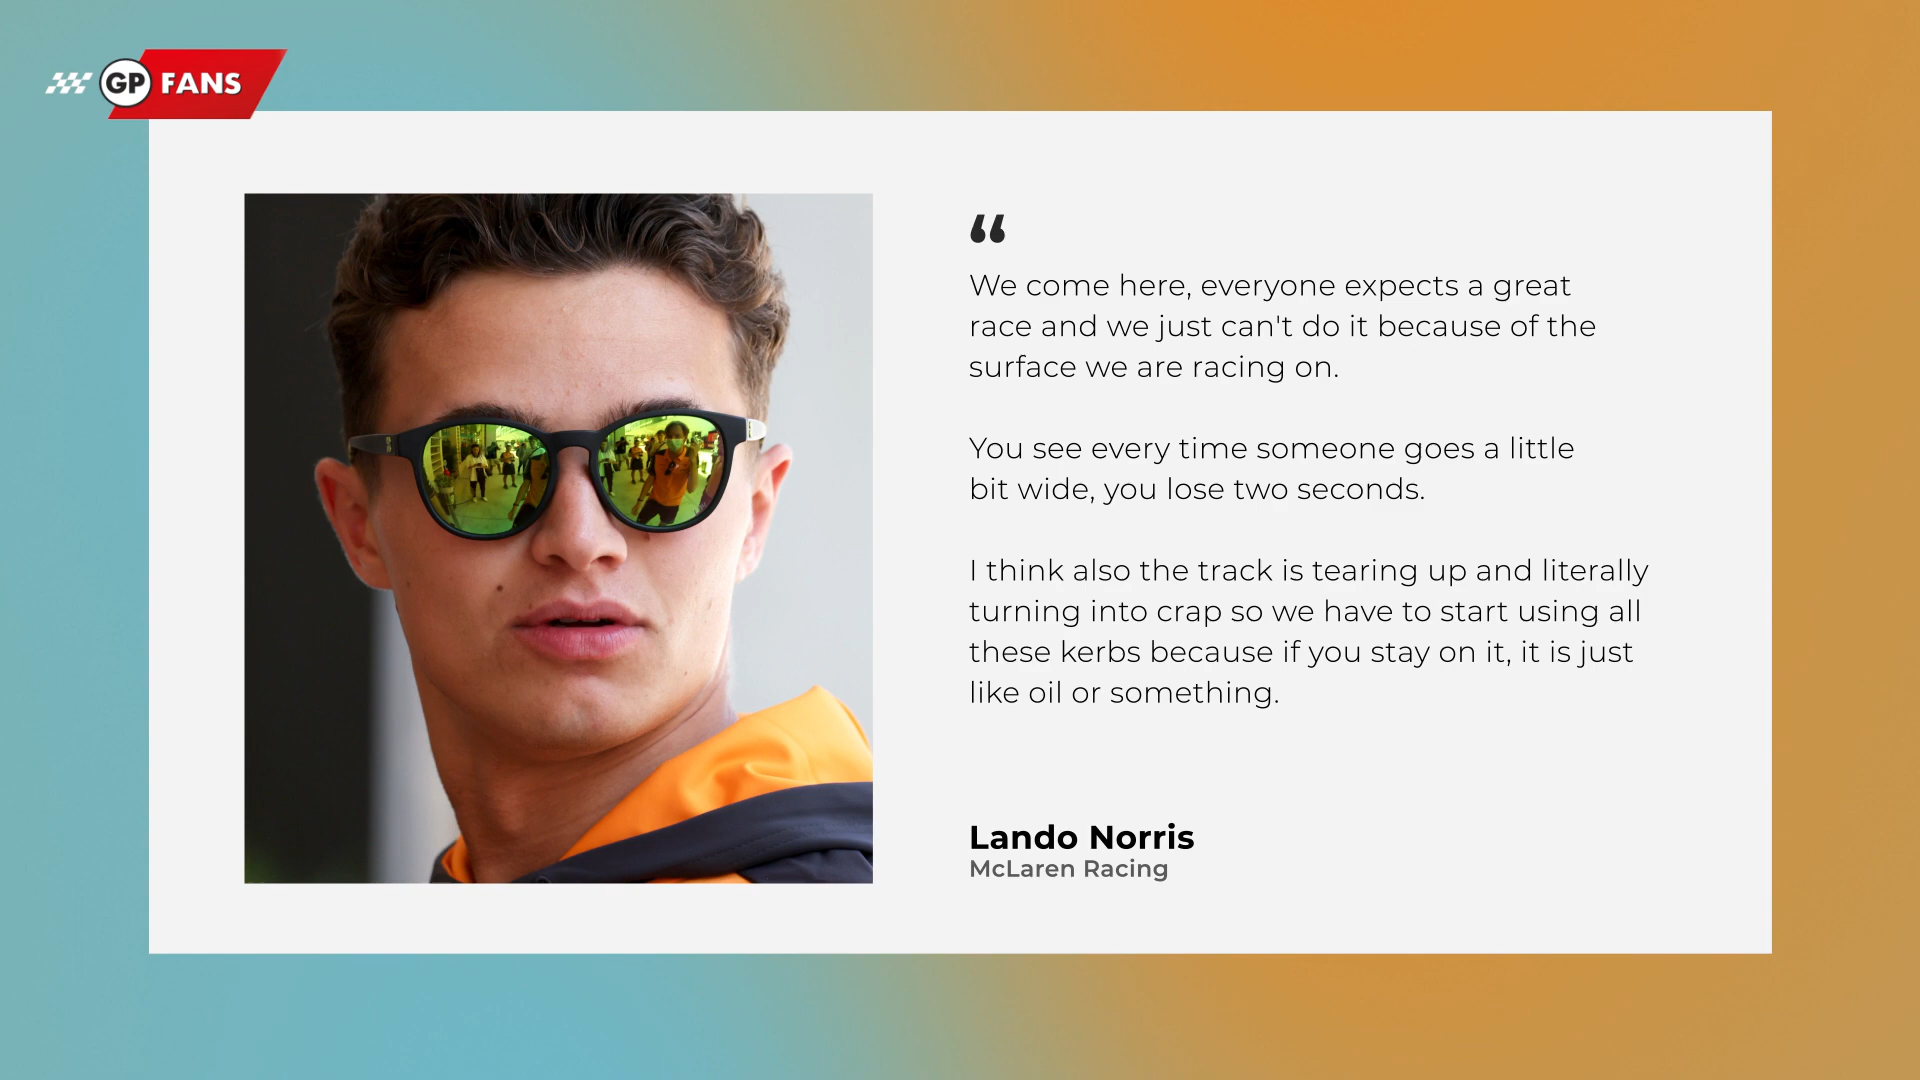 GP FANS
“
We come here, everyone expects a great
race and we just can't do it because of the
surface we are racing on.
You see every time someone goes a little
bit wide, you lose two seconds.
I think also the track is tearing up and literally
turning into crap so we have to start using all
these kerbs because if you stay on it, it is just
like oil or something.
Lando Norris
McLaren Racing